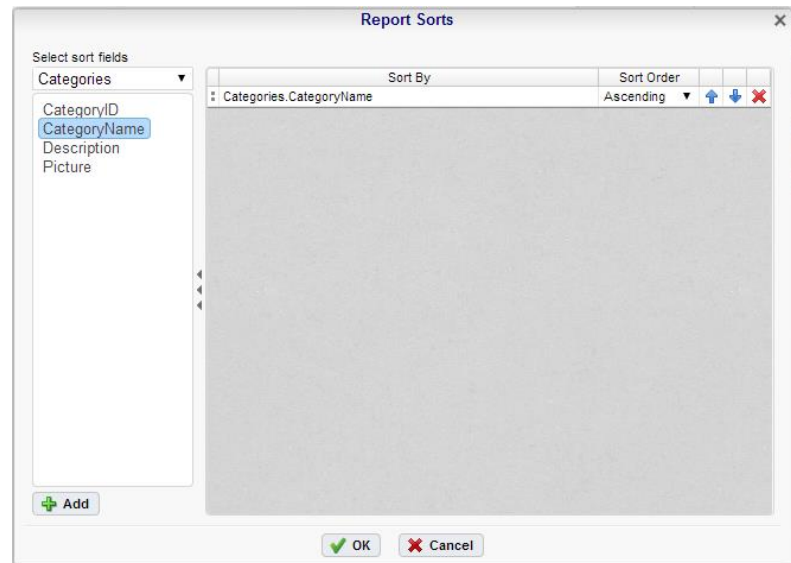 Report Sorts
Select sort fields
Categories
CategoryID
CategoryName
Description
Picture
Add
Sort By Sort Order
Categories.CategoryName Ascending
OK Cancel